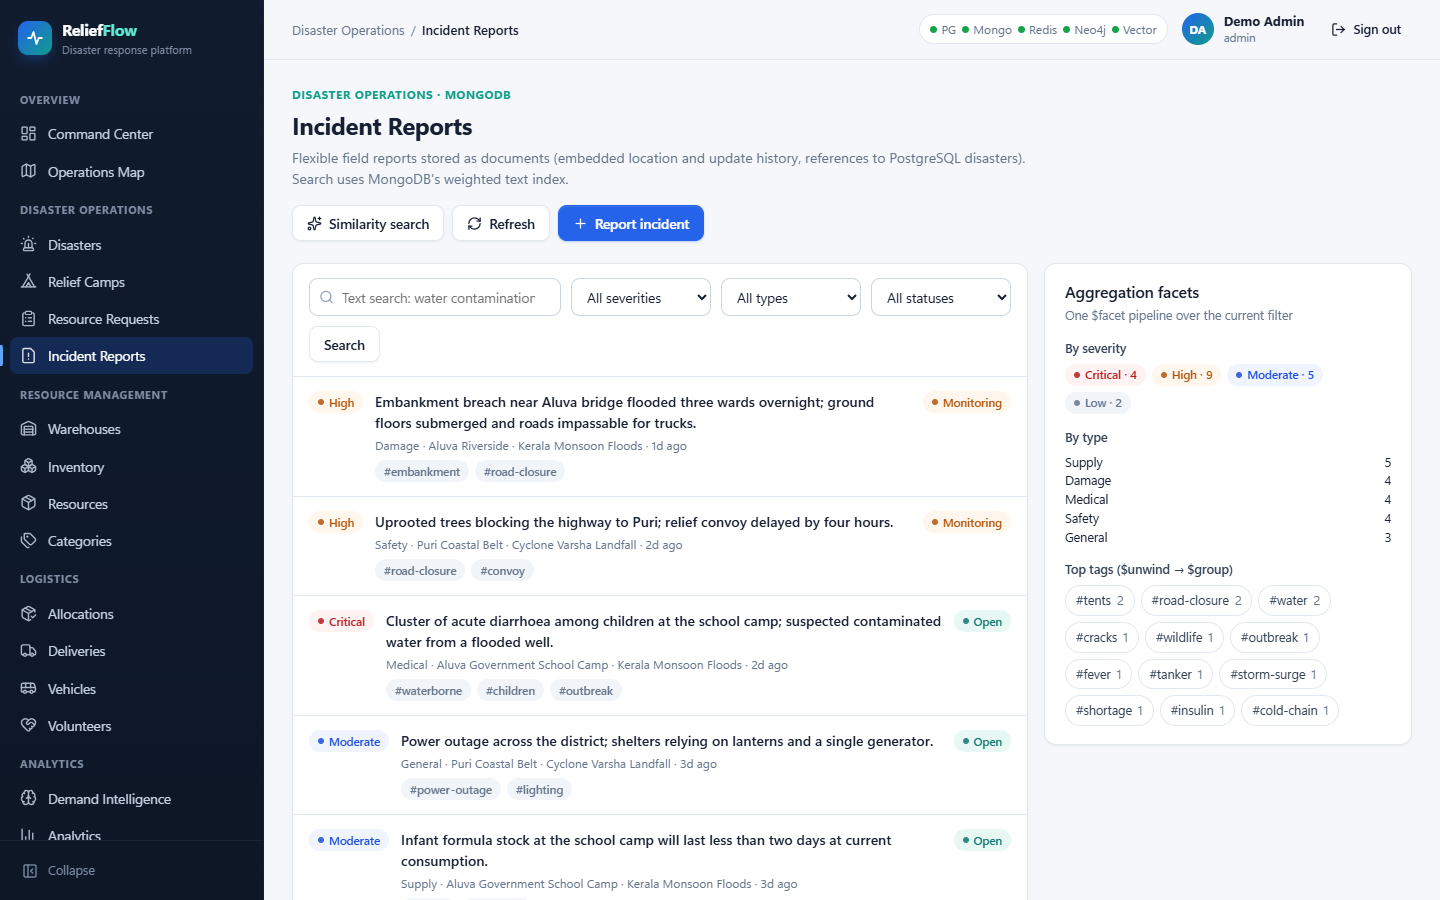 ReliefFlow
Disaster response platform
OVERVIEW
Command Center
Operations Map
DISASTER OPERATIONS
Disasters
Relief Camps
Resource Requests
Incident Reports
RESOURCE MANAGEMENT
Warehouses
Inventory
Resources
Categories
LOGISTICS
Allocations
Deliveries
Vehicles
Volunteers
ANALYTICS
Demand Intelligence
Analytics
Collapse
Disaster Operations / Incident Reports
PG Mongo Redis Neo4j Vector
DA
Demo Admin
admin
Sign out
DISASTER OPERATIONS · MONGODB
Incident Reports
Flexible field reports stored as documents (embedded location and update history, references to PostgreSQL disasters).
Search uses MongoDB's weighted text index.
Similarity search Refresh + Report incident
Text search: water contamination All severities All types All statuses
Search
High Embankment breach near Aluva bridge flooded three wards overnight; ground Monitoring
floors submerged and roads impassable for trucks.
Damage · Aluva Riverside · Kerala Monsoon Floods · 1d ago
#embankment #road-closure
High Uprooted trees blocking the highway to Puri; relief convoy delayed by four hours. Monitoring
Safety · Puri Coastal Belt · Cyclone Varsha Landfall · 2d ago
#road-closure #convoy
Critical Cluster of acute diarrhoea among children at the school camp; suspected contaminated Open
water from a flooded well.
Medical · Aluva Government School Camp · Kerala Monsoon Floods · 2d ago
#waterborne #children #outbreak
Moderate Power outage across the district; shelters relying on lanterns and a single generator. Open
General · Puri Coastal Belt · Cyclone Varsha Landfall · 3d ago
#power-outage #lighting
Moderate Infant formula stock at the school camp will last less than two days at current Open
consumption.
Supply · Aluva Government School Camp · Kerala Monsoon Floods · 3d ago
Aggregation facets
One $facet pipeline over the current filter
By severity
Critical · 4 High · 9 Moderate · 5
Low · 2
By type
Supply 5
Damage 4
Medical 4
Safety 4
General 3
Top tags ($unwind → $group)
#tents 2 #road-closure 2 #water 2
#cracks 1 #wildlife 1 #outbreak 1
#fever 1 #tanker 1 #storm-surge 1
#shortage 1 #insulin 1 #cold-chain 1